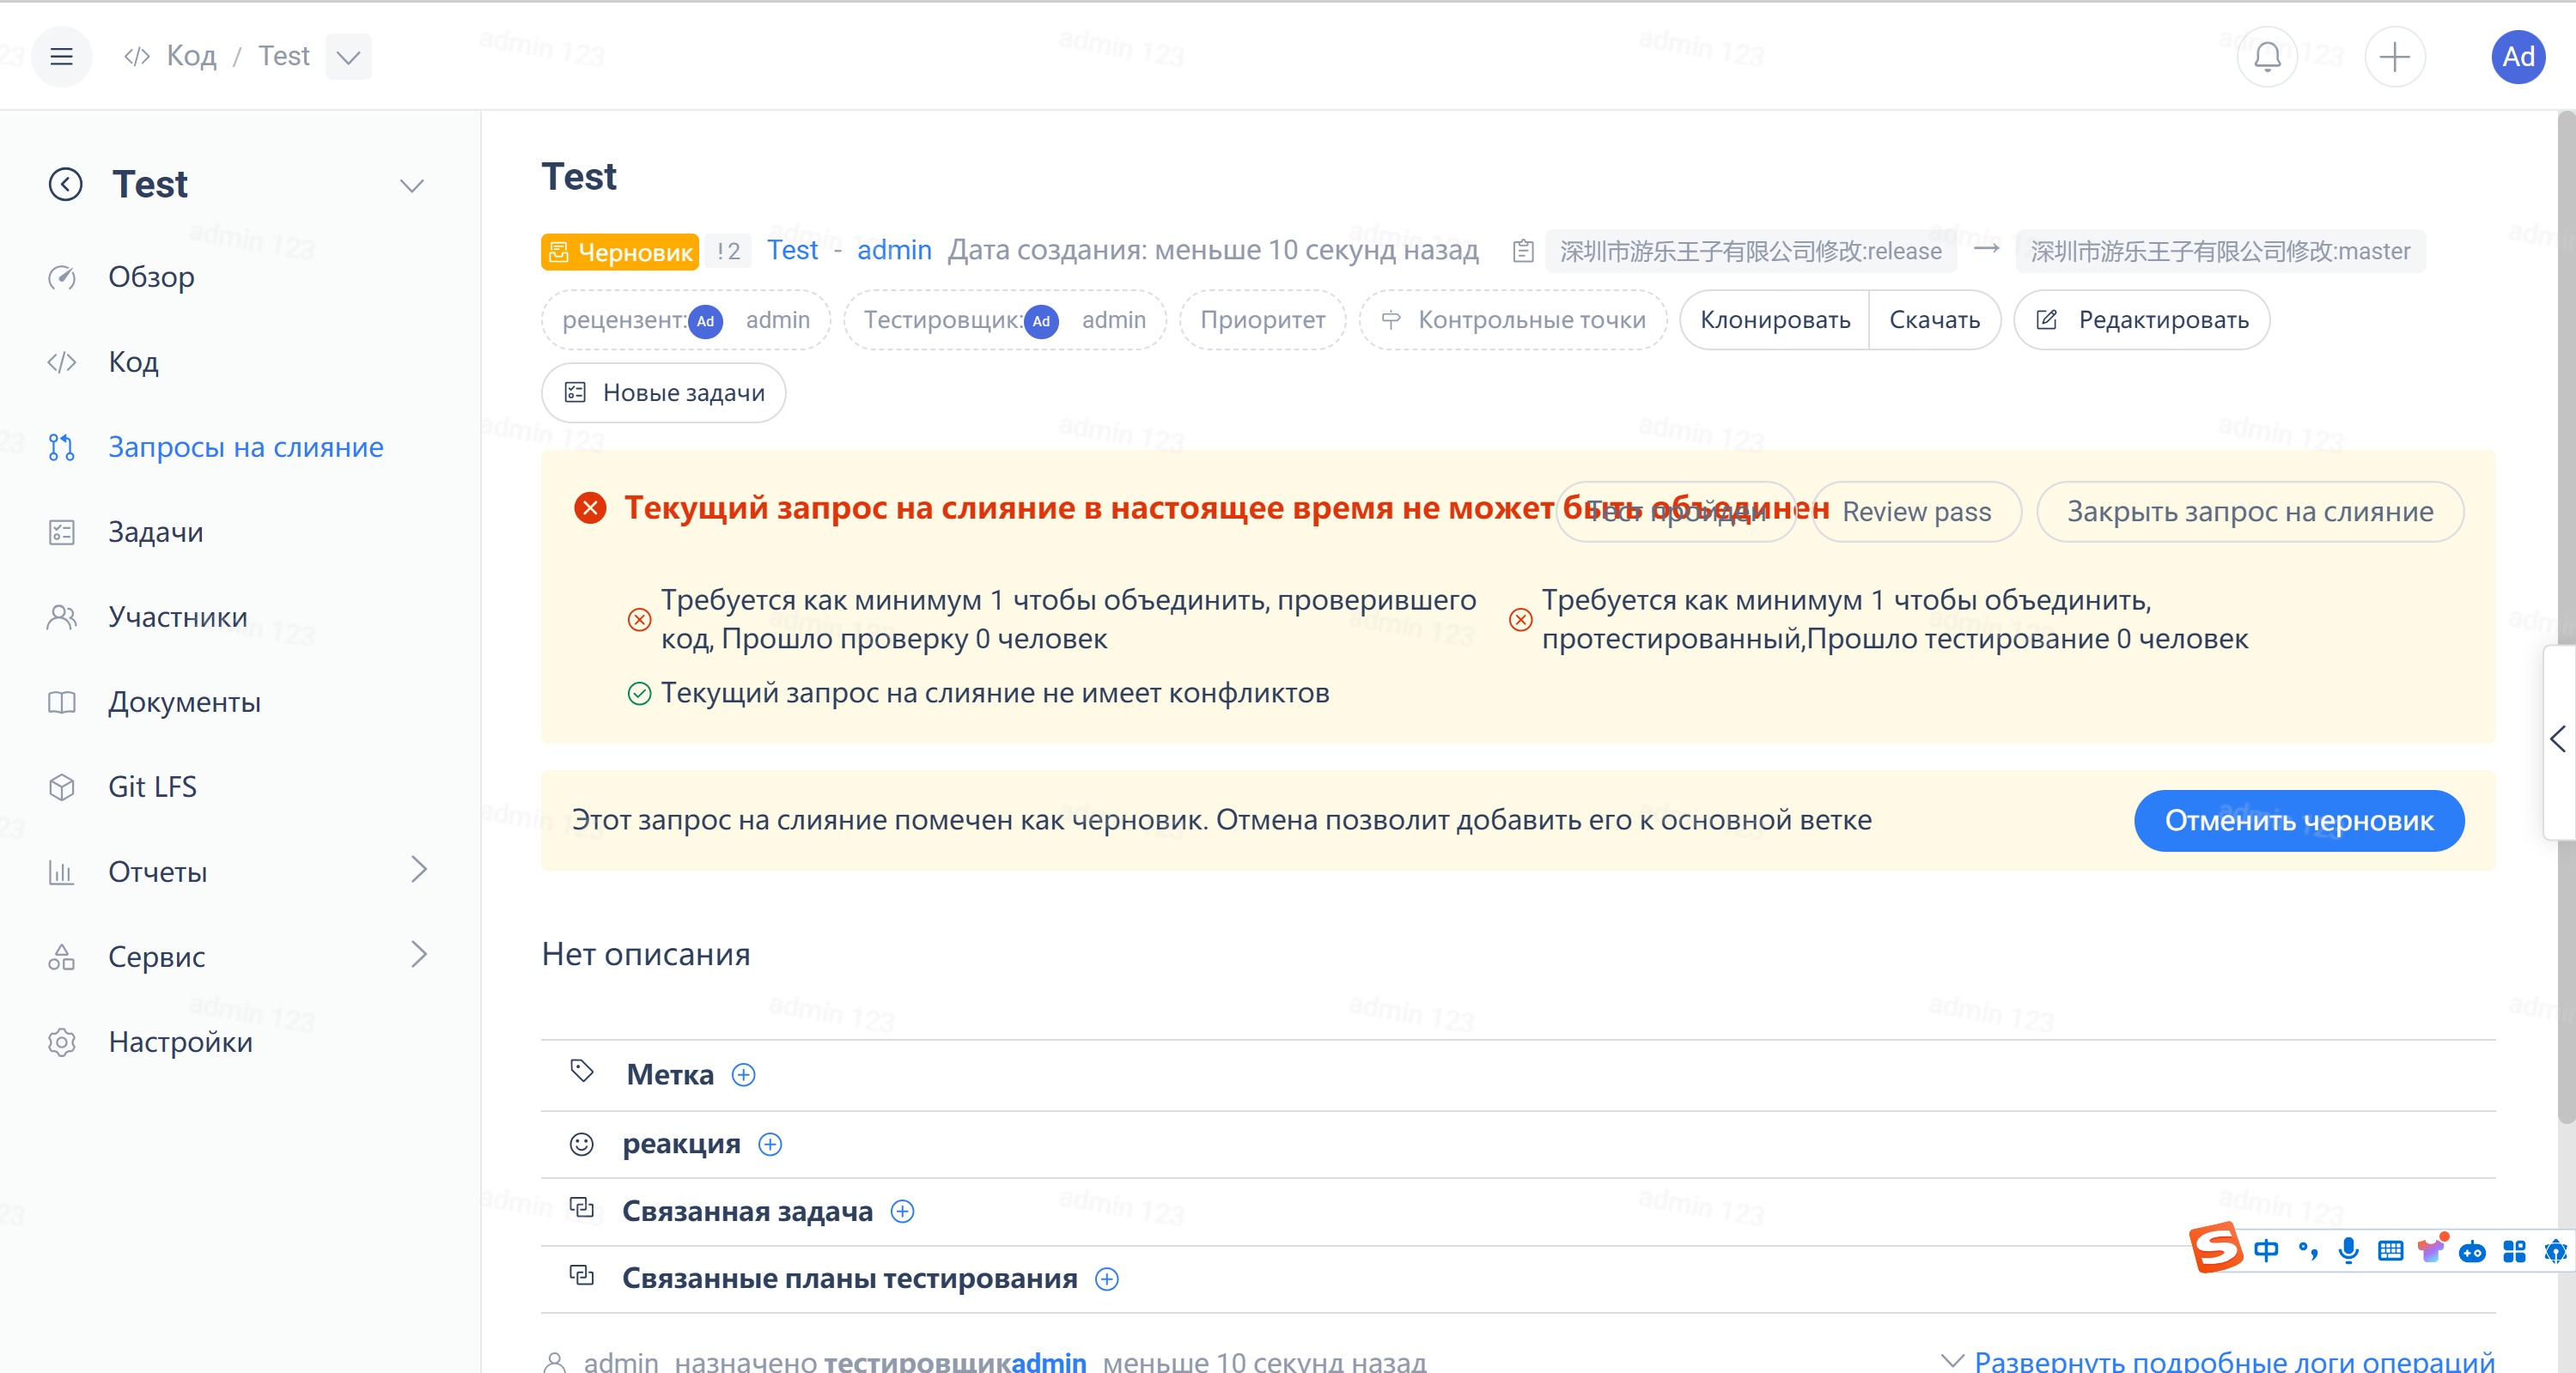 Код / Test
Ad
Test
Обзор
Код
Запросы на слияние
Задачи
Участники
Документы
Git LFS
Отчеты
Сервис
Настройки
Test
Черновик !2 Test - admin Дата создания: меньше 10 секунд назад 深圳市游乐王子有限公司修改:release → 深圳市游乐王子有限公司修改:master
рецензент: Ad admin Тестировщик: Ad admin Приоритет Контрольные точки Клонировать Скачать Редактировать
Новые задачи
Текущий запрос на слияние в настоящее время не может быть объединен
Тест пройден Review pass Закрыть запрос на слияние
Требуется как минимум 1 чтобы объединить, проверившего
код, Прошло проверку 0 человек
Требуется как минимум 1 чтобы объединить,
протестированный,Прошло тестирование 0 человек
Текущий запрос на слияние не имеет конфликтов
Этот запрос на слияние помечен как черновик. Отмена позволит добавить его к основной ветке Отменить черновик
Нет описания
Метка
реакция
Связанная задача
Связанные планы тестирования
admin назначено тестировщикadmin меньше 10 секунд назад Развернуть подробные логи операций
中
admin 123